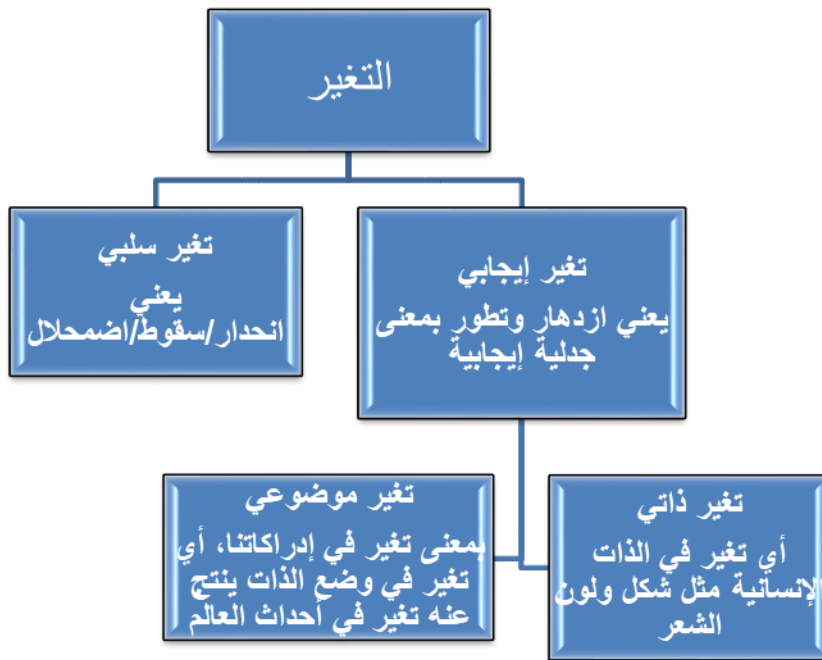 التغير
تغير إيجابي
يعني ازدهار وتطور بمعنى
جدلية إيجابية
تغير سلبي
يعني
انحدار/سقوط/اضمحلال
تغير ذاتي
أي تغير في الذات
الإنسانية مثل شكل ولون
الشعر
تغير موضوعي
بمعنى تغير في إدراكاتنا، أي
تغير في وضع الذات ينتج
عنه تغير في أحداث العالم